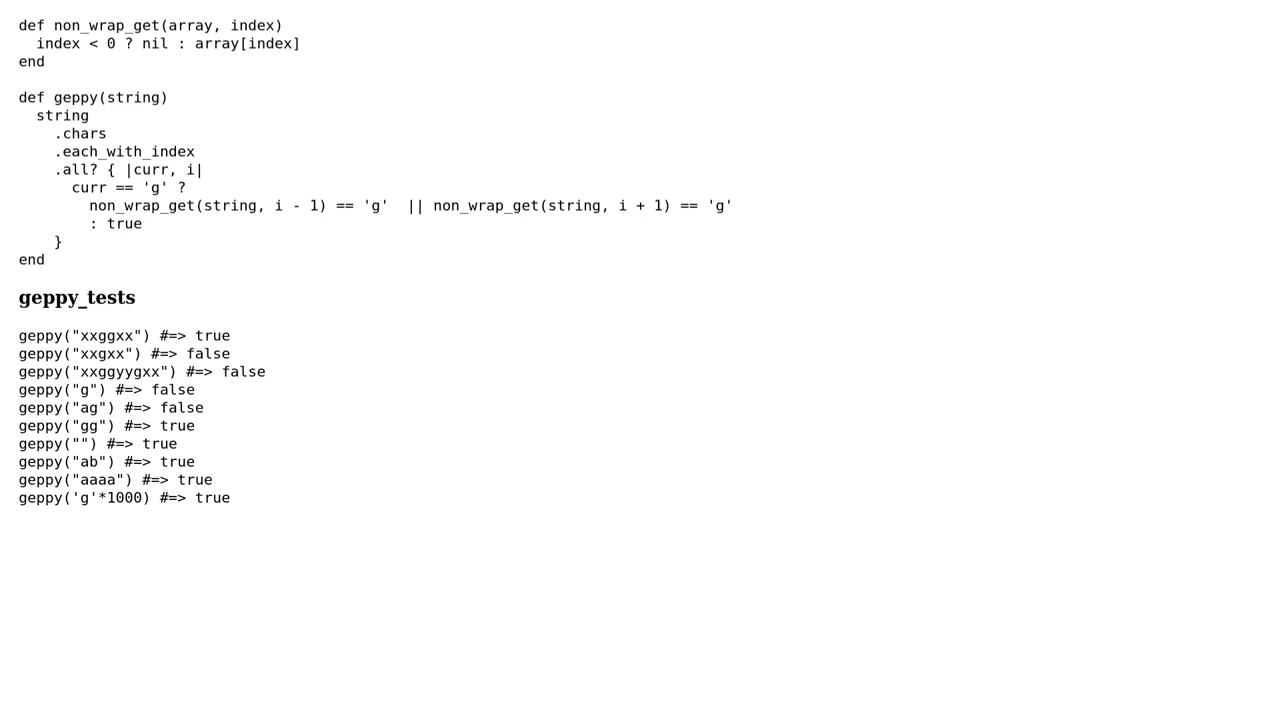 def non_wrap_get(array, index)
  index < 0 ? nil : array[index]
end

def geppy(string)
  string
    .chars
    .each_with_index
    .all? { |curr, i|
      curr == 'g' ?
        non_wrap_get(string, i - 1) == 'g'  || non_wrap_get(string, i + 1) == 'g'
        : true
    }
end

geppy_tests

geppy("xxggxx") #=> true
geppy("xxgxx") #=> false
geppy("xxggyygxx") #=> false
geppy("g") #=> false
geppy("ag") #=> false
geppy("gg") #=> true
geppy("") #=> true
geppy("ab") #=> true
geppy("aaaa") #=> true
geppy('g'*1000) #=> true